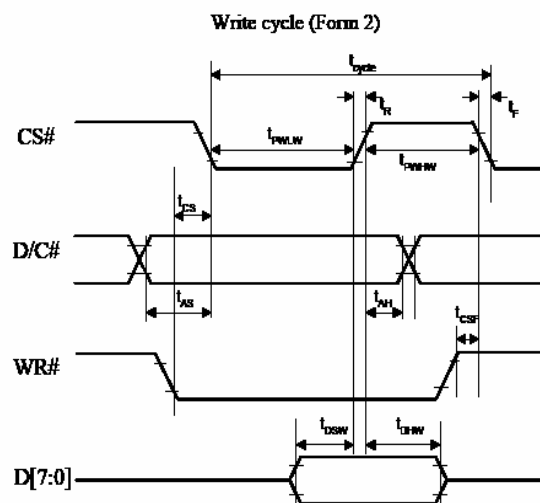 Write cycle (Form 2)
tcycle
tR
tF
CS#
tPWLW
tPWHW
tCS
D/C#
tAS
tAH
tCSF
WR#
tDSW
tDHW
D[7:0]